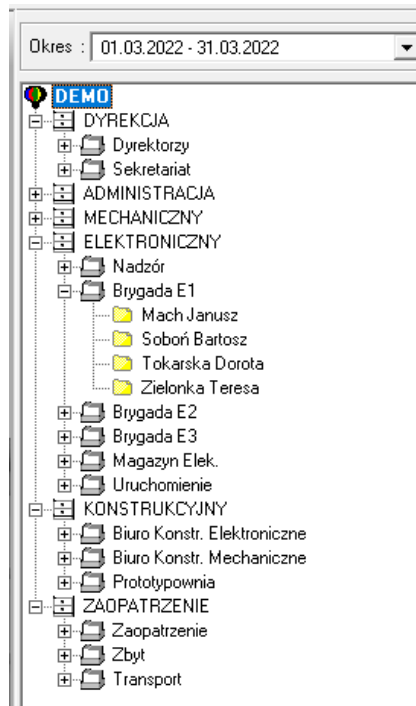 Okres : 01.03.2022 - 31.03.2022
DEMO
DYREKCJA
Dyrektorzy
Sekretariat
ADMINISTRACJA
MECHANICZNY
ELEKTRONICZNY
Nadzór
Brygada E1
Mach Janusz
Soboń Bartosz
Tokarska Dorota
Zielonka Teresa
Brygada E2
Brygada E3
Magazyn Elek.
Uruchomienie
KONSTRUKCYJNY
Biuro Konstr. Elektroniczne
Biuro Konstr. Mechaniczne
Prototypownia
ZAOPATRZENIE
Zaopatrzenie
Zbyt
Transport